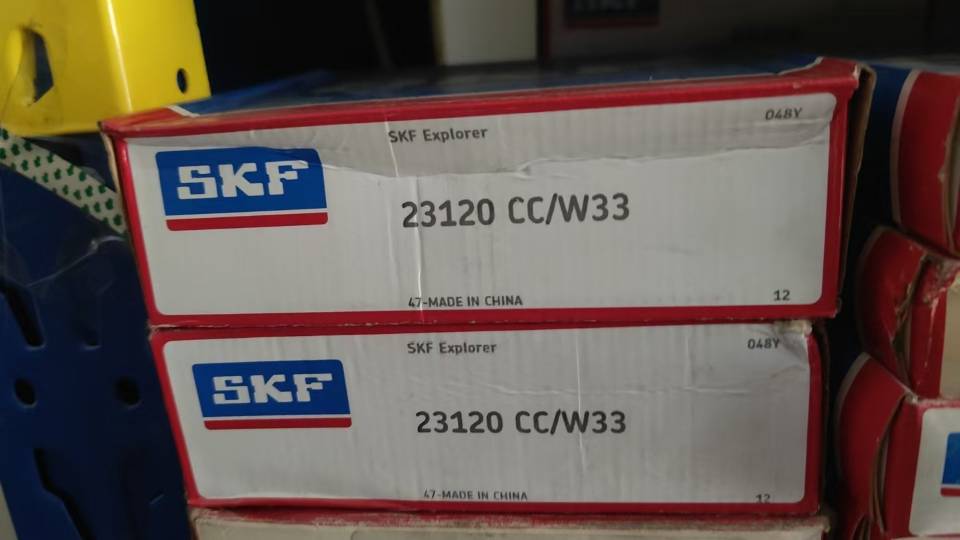 SKF Explorer
048Y
SKF
23120 CC/W33
47-MADE IN CHINA
12
SKF Explorer
048Y
SKF
23120 CC/W33
47-MADE IN CHINA
12